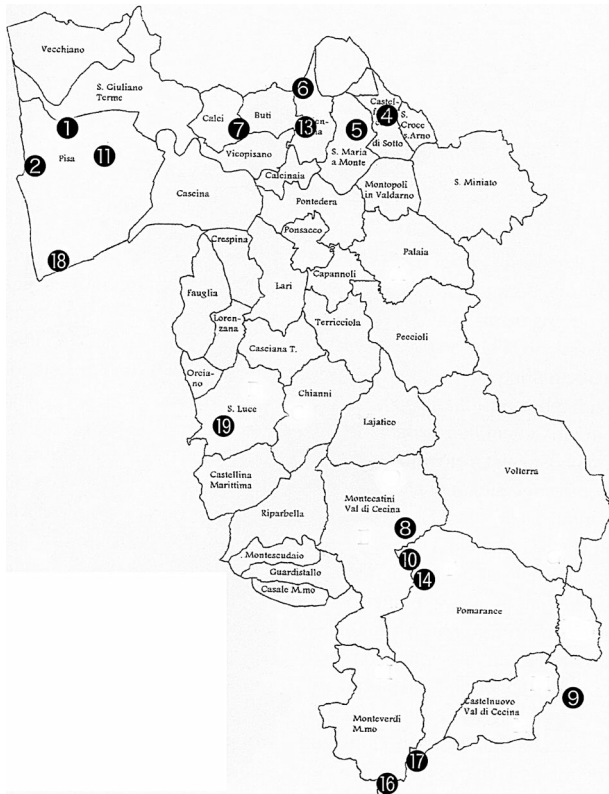 Vecchiano
S. Giuliano
Terme
6
Calci
Buti
Castel-
4
S.
Croce
s.Arno
1
7
13
5
di Sotto
2
Pisa
11
Vicopisano
S. Maria
a Monte
Calcinaia
Cascina
Montopoli
in Valdarno
S. Miniato
Pontedera
Ponsacco
Crespina
Palaia
18
Capannoli
Fauglia
Lari
Loren-
zana
Terricciola
Peccioli
Casciana T.
Orcia-
no
Chianni
S. Luce
19
Lajatico
Castellina
Marittima
Volterra
Montecatini
Val di Cecina
Riparbella
8
Montescudaio
10
Guardistallo
14
Casale M.mo
Pomarance
9
Castelnuovo
Val di Cecina
Monteverdi
M.mo
17
16